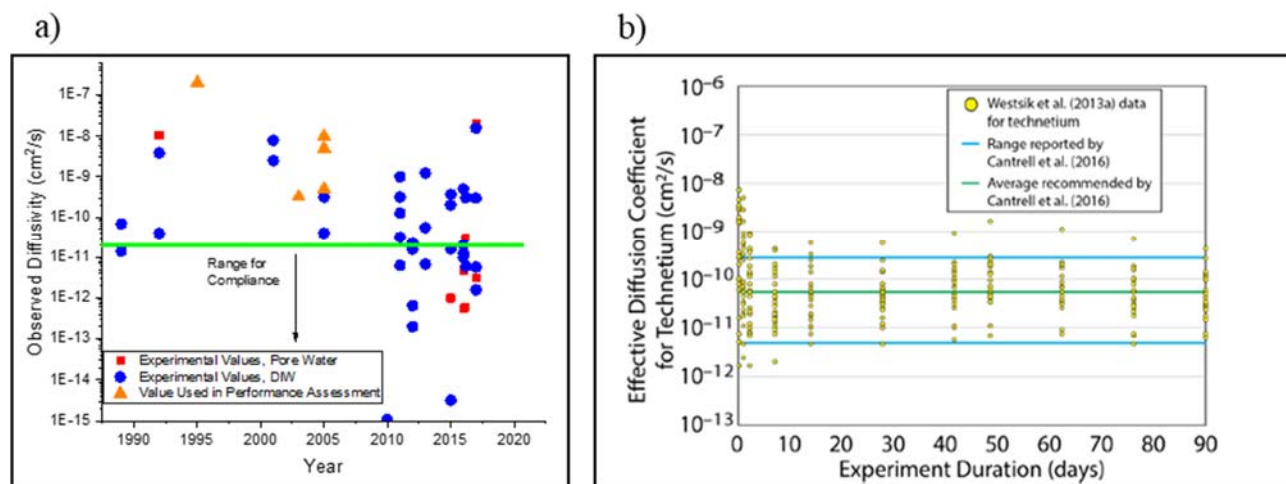 a)
Observed Diffusivity (cm²/s)
1E-7
1E-8
1E-9
1E-10
1E-11
1E-12
1E-13
1E-14
1E-15
Range for
Compliance
Experimental Values, Pore Water
Experimental Values, DIW
Value Used in Performance Assessment
1990
1995
2000
2005
2010
2015
2020
Year
b)
Effective Diffusion Coefficient
for Technetium (cm²/s)
10⁻⁶
10⁻⁷
10⁻⁸
10⁻⁹
10⁻¹⁰
10⁻¹¹
10⁻¹²
10⁻¹³
Westsik et al. (2013a) data
for technetium
Range reported by
Cantrell et al. (2016)
Average recommended by
Cantrell et al. (2016)
0
10
20
30
40
50
60
70
80
90
Experiment Duration (days)